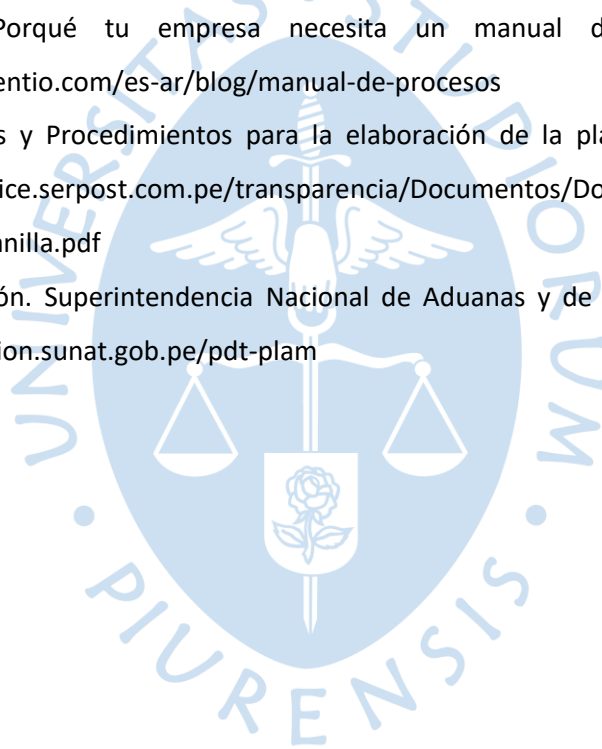 Porqué tu empresa necesita un manual d
entio.com/es-ar/blog/manual-de-procesos
s y Procedimientos para la elaboración de la pla
ice.serpost.com.pe/transparencia/Documentos/Do
anilla.pdf
ón. Superintendencia Nacional de Aduanas y de
ion.sunat.gob.pe/pdt-plam
UNIVERSITAS STUDIORUM
PIURENSIS